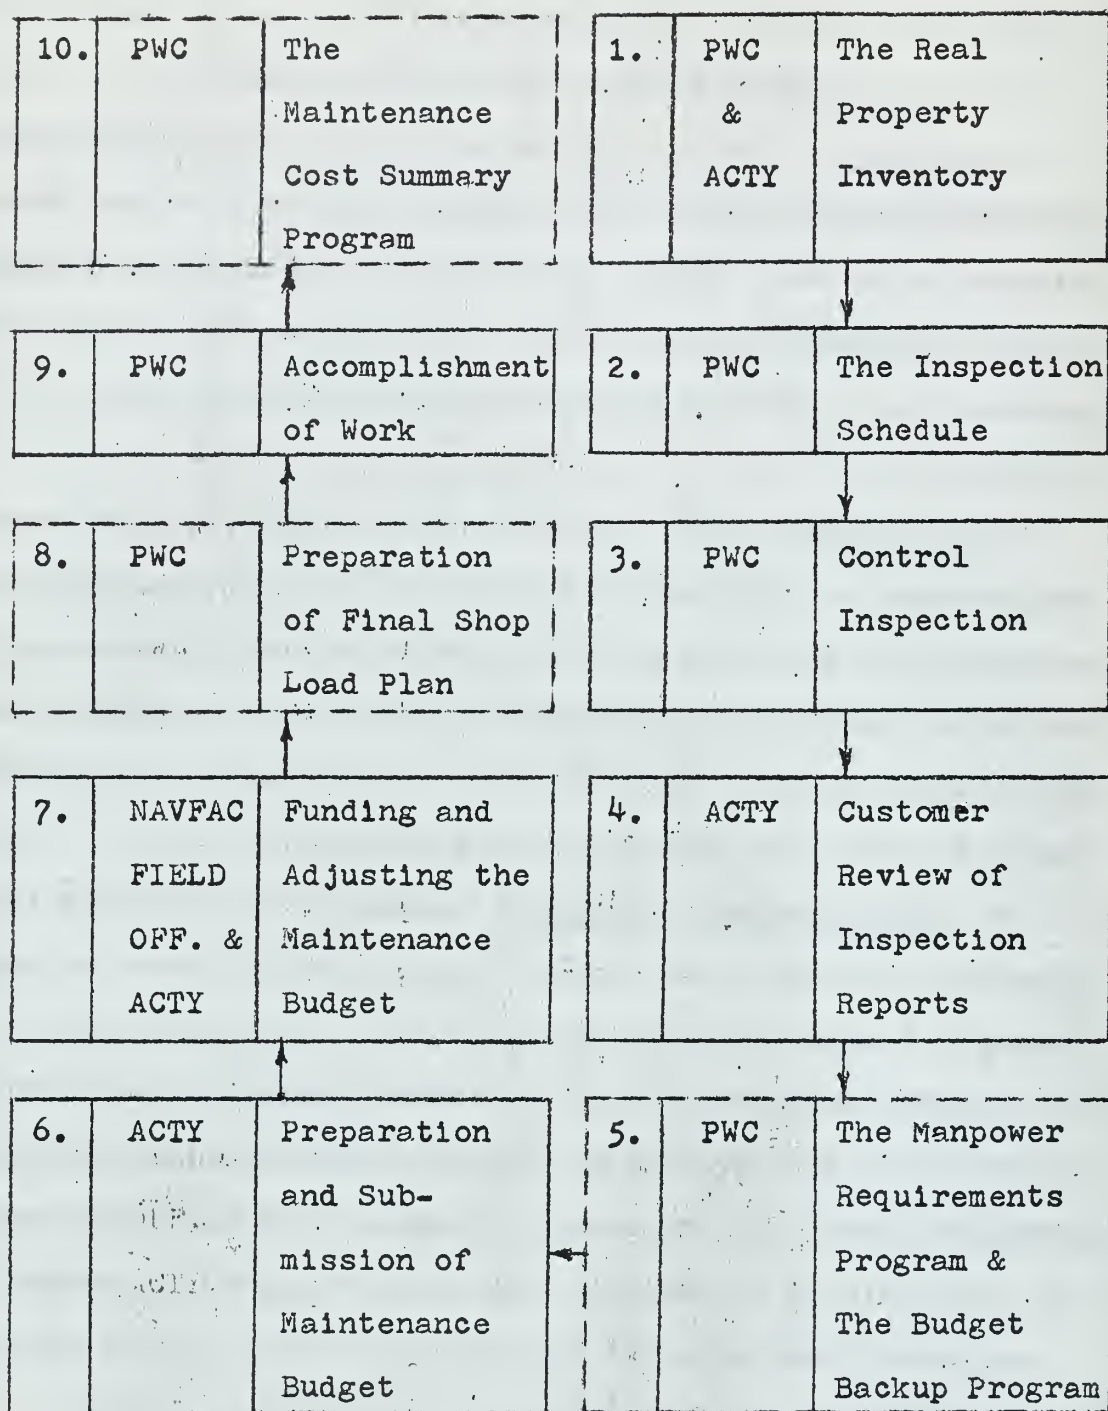 10. PWC The
Maintenance
Cost Summary
Program
1. PWC The Real
& Property
ACTY Inventory
9. PWC Accomplishment
of Work
2. PWC The Inspection
Schedule
8. PWC Preparation
of Final Shop
Load Plan
3. PWC Control
Inspection
7. NAVFAC Funding and
FIELD Adjusting the
OFF. & Maintenance
ACTY Budget
4. ACTY Customer
Review of
Inspection
Reports
6. ACTY Preparation
and Sub-
mission of
Maintenance
Budget
5. PWC The Manpower
Requirements
Program &
The Budget
Backup Program